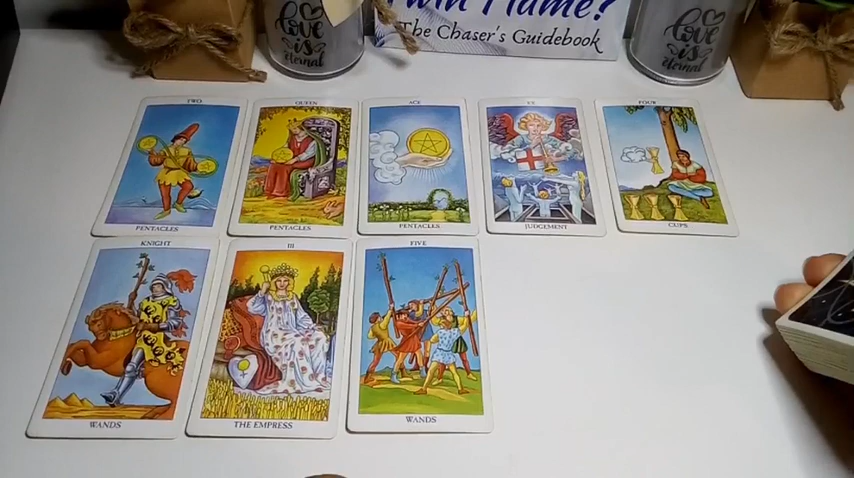 Twin Flame?
The Chaser's Guidebook
Love
is
eternal
love
is
eternal
TWO
PENTACLES
QUEEN
PENTACLES
ACE
PENTACLES
XX
JUDGEMENT
FOUR
CUPS
KNIGHT
WANDS
III
THE EMPRESS
FIVE
WANDS